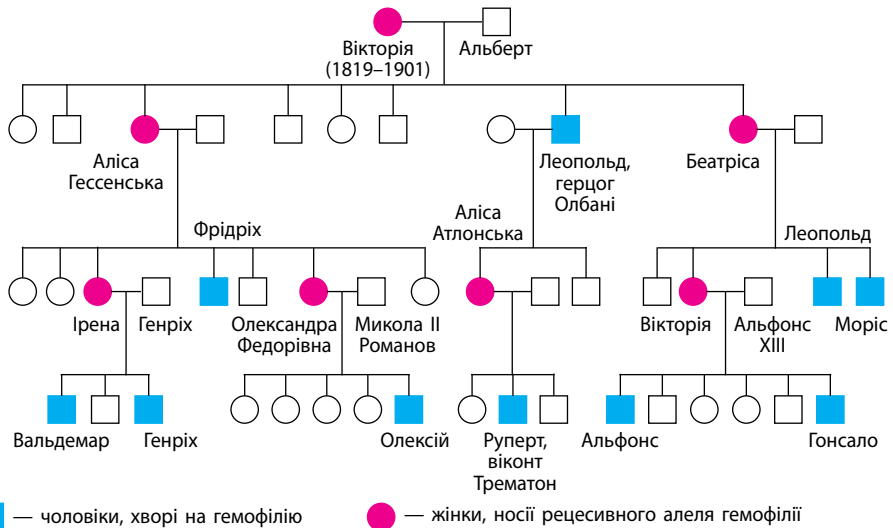 Вікторія
(1819–1901)
Альберт
Аліса
Гессенська
Леопольд,
герцог
Олбані
Беатріса
Фрідріх
Аліса
Атлонська
Леопольд
Ірена
Генріх
Олександра
Федорівна
Микола II
Романов
Вікторія
Альфонс
XIII
Моріс
Вальдемар
Генріх
Олексій
Руперт,
віконт
Трематон
Альфонс
Гонсало
— чоловіки, хворі на гемофілію
— жінки, носії рецесивного алеля гемофілії